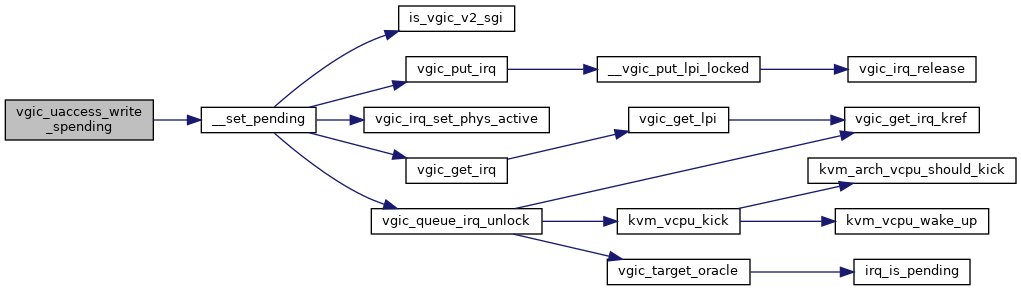 vgic_uaccess_write
_spending
__set_pending
is_vgic_v2_sgi
vgic_put_irq
__vgic_put_lpi_locked
vgic_irq_release
vgic_irq_set_phys_active
vgic_get_irq
vgic_get_lpi
vgic_get_irq_kref
vgic_queue_irq_unlock
kvm_vcpu_kick
kvm_arch_vcpu_should_kick
kvm_vcpu_wake_up
vgic_target_oracle
irq_is_pending